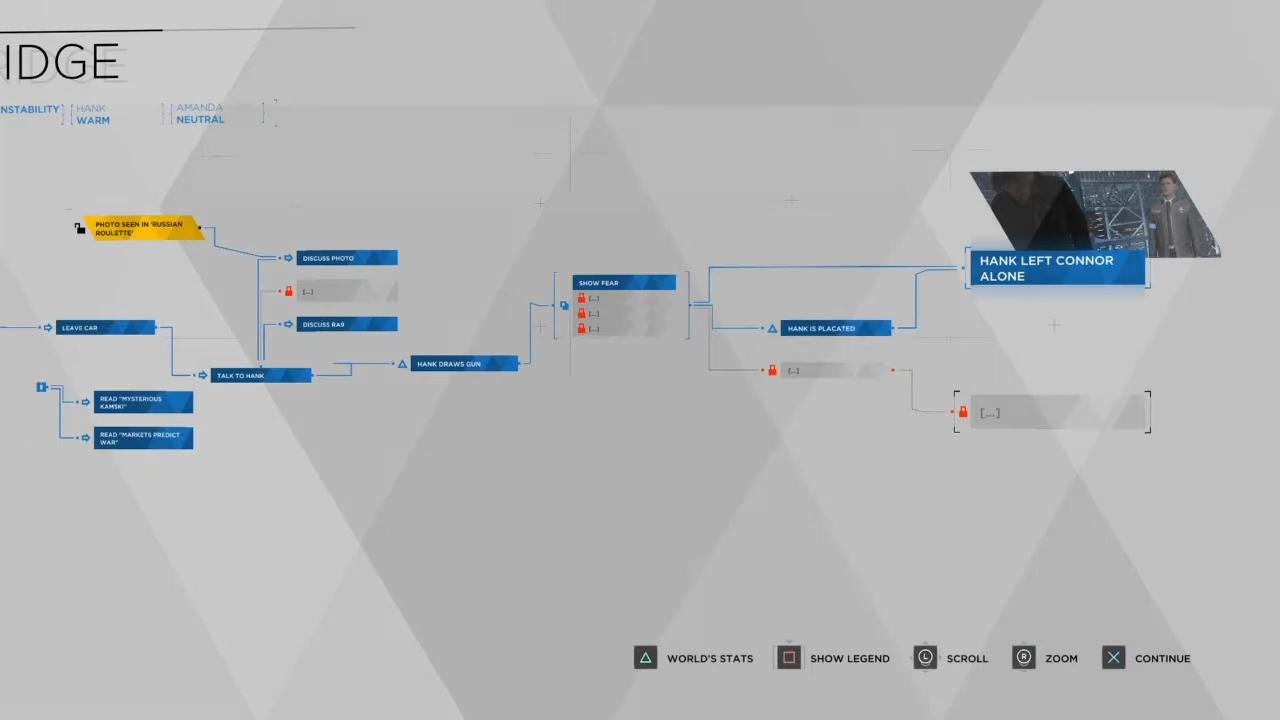 IDGE
NSTABILITY
HANK
WARM
AMANDA
NEUTRAL
PHOTO SEEN IN 'RUSSIAN
ROULETTE'
DISCUSS PHOTO
[...]
DISCUSS RA9
LEAVE CAR
TALK TO HANK
READ "MYSTERIOUS
KAMSKI"
READ "MARKETS PREDICT
WAR"
HANK DRAWS GUN
SHOW FEAR
[...]
[...]
[...]
HANK IS PLACATED
[...]
HANK LEFT CONNOR
ALONE
[...]
WORLD'S STATS
SHOW LEGEND
L
SCROLL
R
ZOOM
CONTINUE